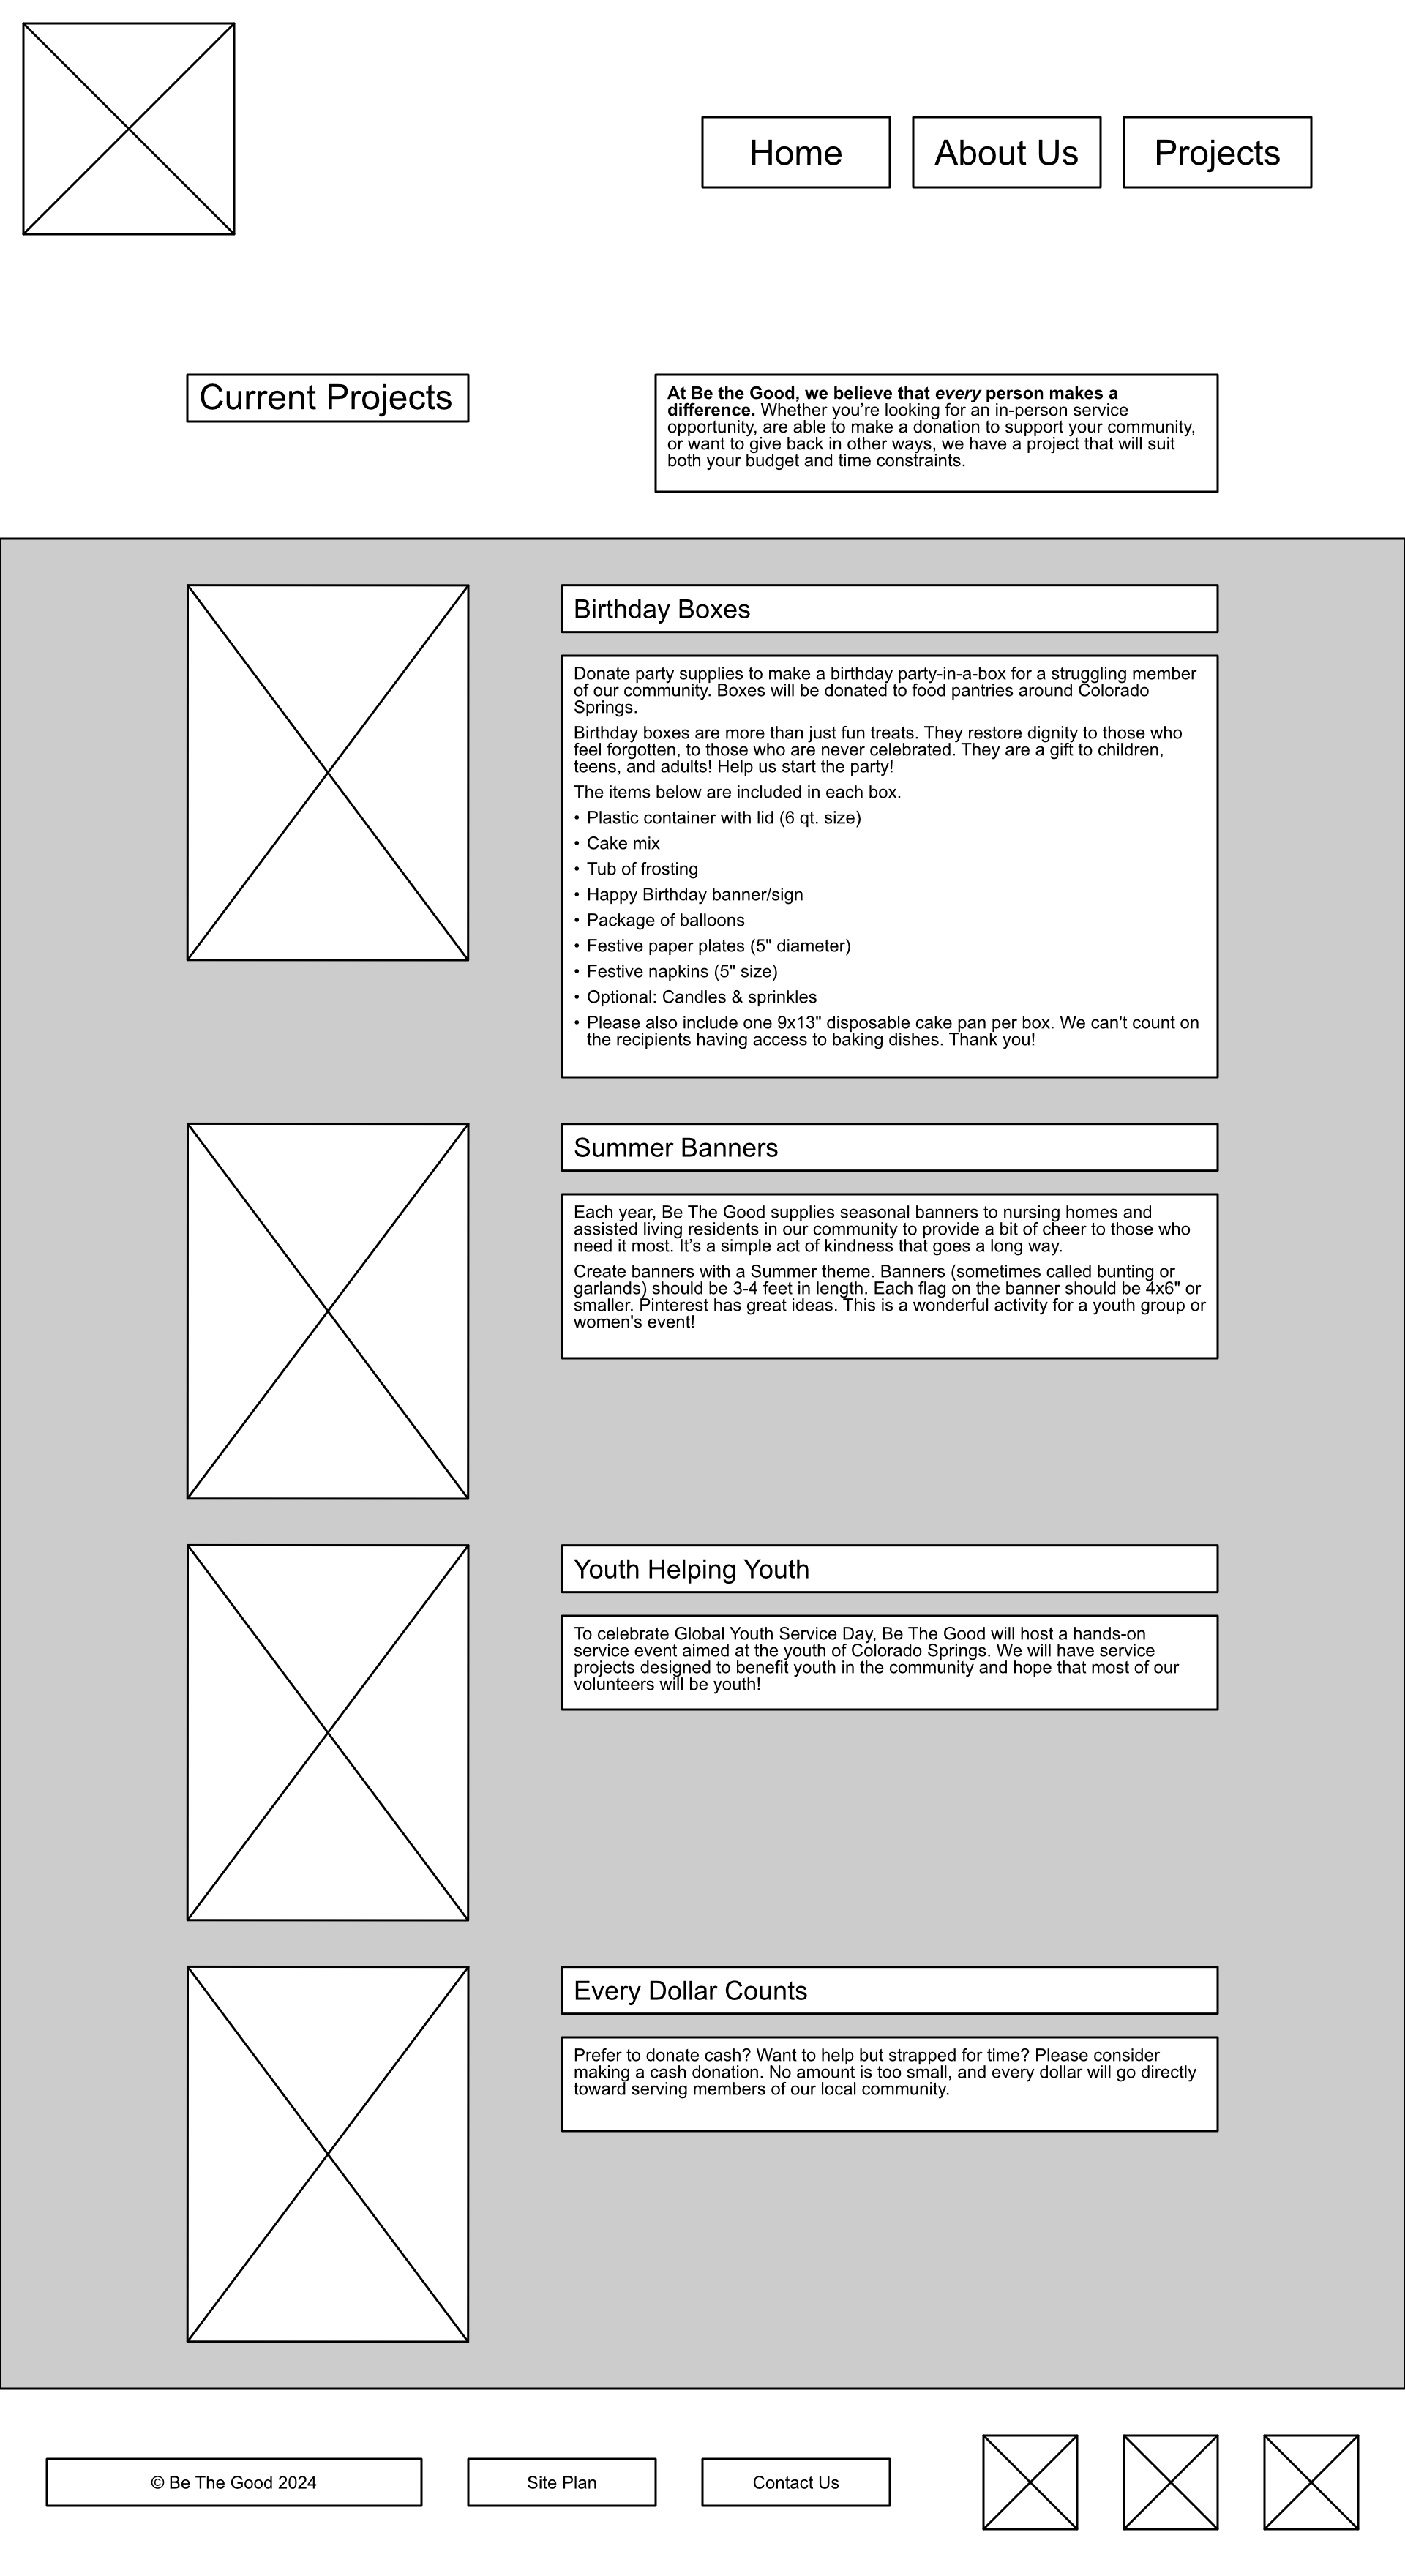 Home
About Us
Projects
Current Projects
At Be the Good, we believe that every person makes a
difference. Whether you’re looking for an in-person service
opportunity, are able to make a donation to support your community,
or want to give back in other ways, we have a project that will suit
both your budget and time constraints.
Birthday Boxes
Donate party supplies to make a birthday party-in-a-box for a struggling member
of our community. Boxes will be donated to food pantries around Colorado
Springs.
Birthday boxes are more than just fun treats. They restore dignity to those who
feel forgotten, to those who are never celebrated. They are a gift to children,
teens, and adults! Help us start the party!
The items below are included in each box.
• Plastic container with lid (6 qt. size)
• Cake mix
• Tub of frosting
• Happy Birthday banner/sign
• Package of balloons
• Festive paper plates (5" diameter)
• Festive napkins (5" size)
• Optional: Candles & sprinkles
• Please also include one 9x13" disposable cake pan per box. We can't count on
the recipients having access to baking dishes. Thank you!
Summer Banners
Each year, Be The Good supplies seasonal banners to nursing homes and
assisted living residents in our community to provide a bit of cheer to those who
need it most. It’s a simple act of kindness that goes a long way.
Create banners with a Summer theme. Banners (sometimes called bunting or
garlands) should be 3-4 feet in length. Each flag on the banner should be 4x6" or
smaller. Pinterest has great ideas. This is a wonderful activity for a youth group or
women's event!
Youth Helping Youth
To celebrate Global Youth Service Day, Be The Good will host a hands-on
service event aimed at the youth of Colorado Springs. We will have service
projects designed to benefit youth in the community and hope that most of our
volunteers will be youth!
Every Dollar Counts
Prefer to donate cash? Want to help but strapped for time? Please consider
making a cash donation. No amount is too small, and every dollar will go directly
toward serving members of our local community.
© Be The Good 2024
Site Plan
Contact Us